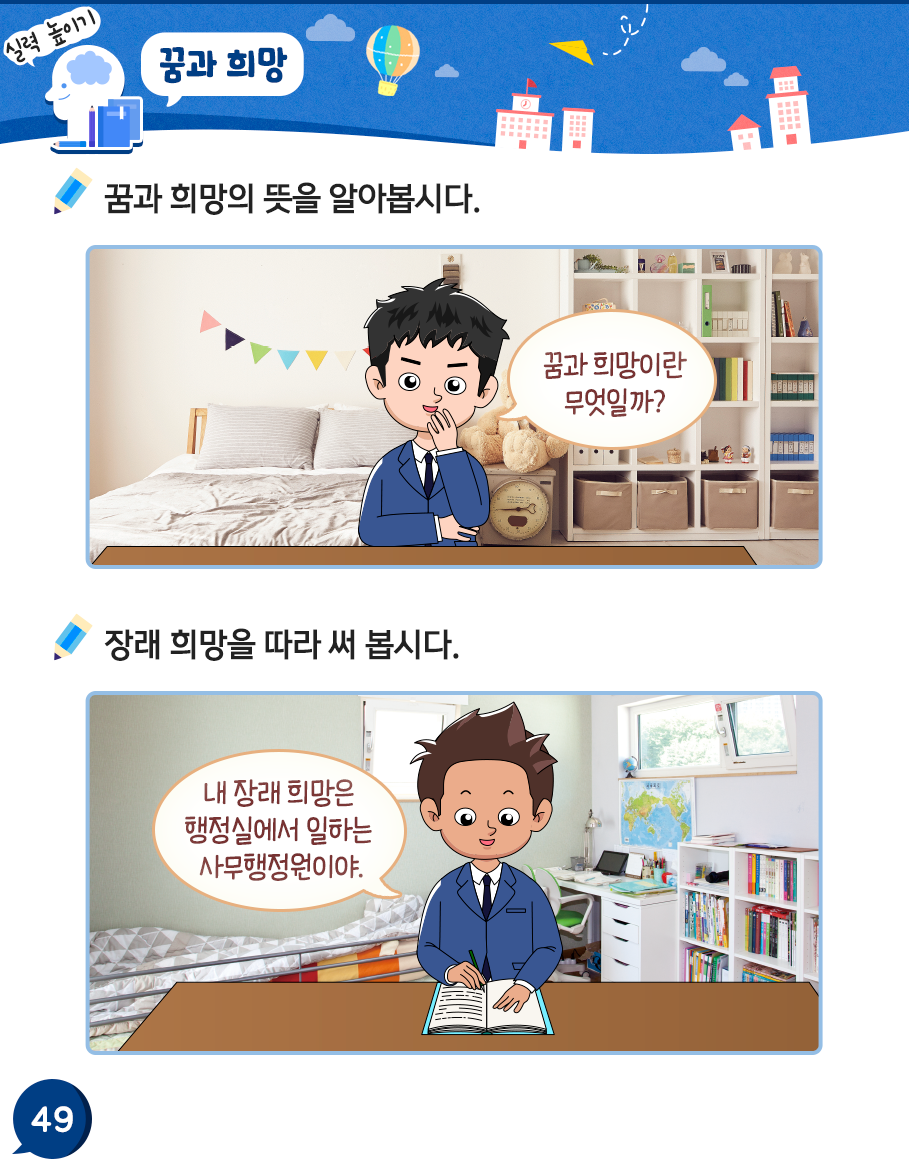 실력 높이기
꿈과 희망
꿈과 희망의 뜻을 알아봅시다.
꿈과 희망이란
무엇일까?
장래 희망을 따라 써 봅시다.
내 장래 희망은
행정실에서 일하는
사무행정원이야.
49